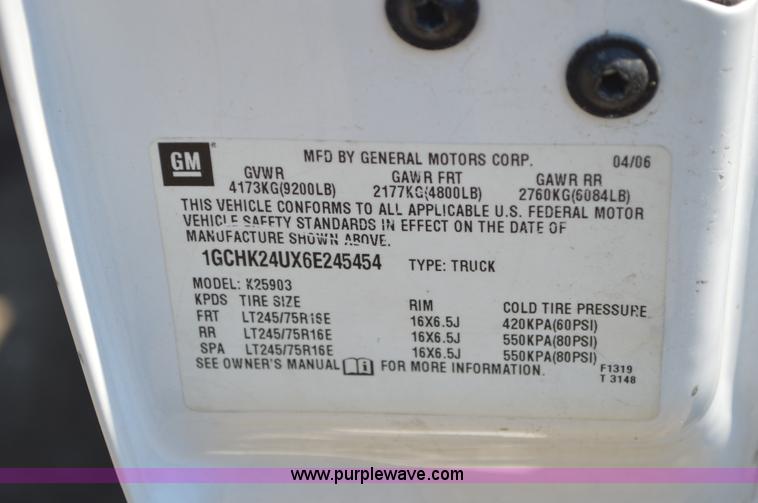 GM
MFD BY GENERAL MOTORS CORP. 04/06
GVWR GAWR FRT GAWR RR
4173KG(9200LB) 2177KG(4800LB) 2760KG(6084LB)
THIS VEHICLE CONFORMS TO ALL APPLICABLE U.S. FEDERAL MOTOR
VEHICLE SAFETY STANDARDS IN EFFECT ON THE DATE OF
MANUFACTURE SHOWN ABOVE.
1GCHK24UX6E245454 TYPE: TRUCK
MODEL: K25903
KPDS TIRE SIZE RIM COLD TIRE PRESSURE
FRT LT245/75R16E 16X6.5J 420KPA(60PSI)
RR LT245/75R16E 16X6.5J 550KPA(80PSI)
SPA LT245/75R16E 16X6.5J 550KPA(80PSI)
SEE OWNER'S MANUAL i FOR MORE INFORMATION.
F1319
T 3148
www.purplewave.com